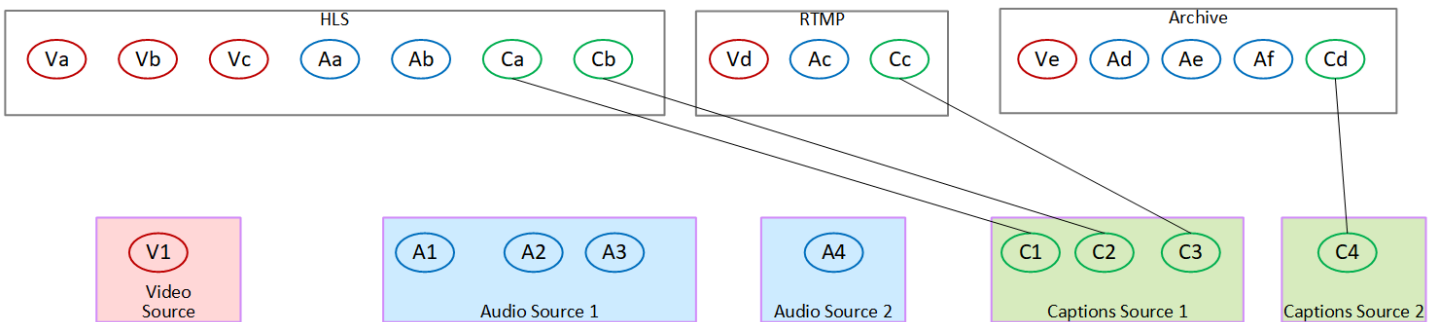 HLS
Va Vb Vc Aa Ab Ca Cb
RTMP
Vd Ac Cc
Archive
Ve Ad Ae Af Cd
V1
Video
Source
A1 A2 A3
Audio Source 1
A4
Audio Source 2
C1 C2 C3
Captions Source 1
C4
Captions Source 2